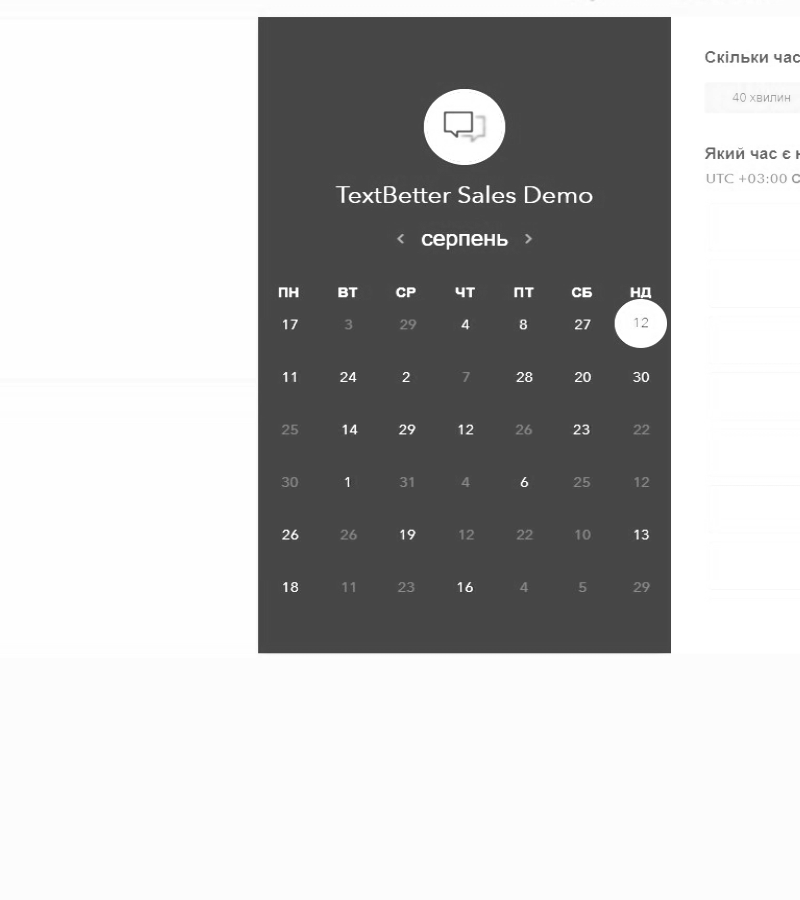 TextBetter Sales Demo
< серпень >
ПН ВТ СР ЧТ ПТ СБ НД
17 3 29 4 8 27 12
11 24 2 7 28 20 30
25 14 29 12 26 23 22
30 1 31 4 6 25 12
26 26 19 12 22 10 13
18 11 23 16 4 5 29
Скільки час
40 хвилин
Який час є н
UTC +03:00 С